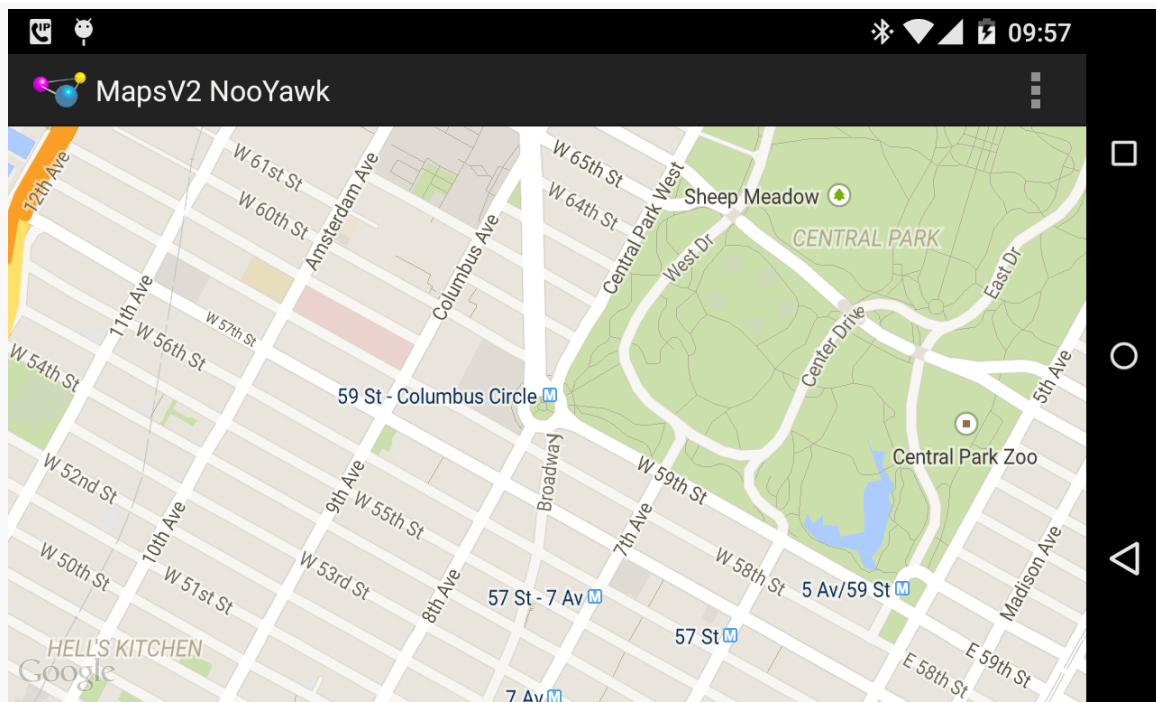 09:57
MapsV2 NooYawk
12th Ave
W 61st St
W 60th St
Amsterdam Ave
Columbus Ave
W 65th St
W 64th St
Central Park West
Sheep Meadow
CENTRAL PARK
West Dr
East Dr
11th Ave
W 57th St
W 56th St
W 54th St
Center Drive
5th Ave
59 St - Columbus Circle M
Central Park Zoo
W 52nd St
10th Ave
9th Ave
W 55th St
Broadway
W 59th St
7th Ave
W 50th St
W 51st St
W 53rd St
8th Ave
57 St - 7 Av M
W 58th St
5 Av/59 St M
Madison Ave
57 St M
HELL'S KITCHEN
Google
E 58th St
E 59th St
7 Av M